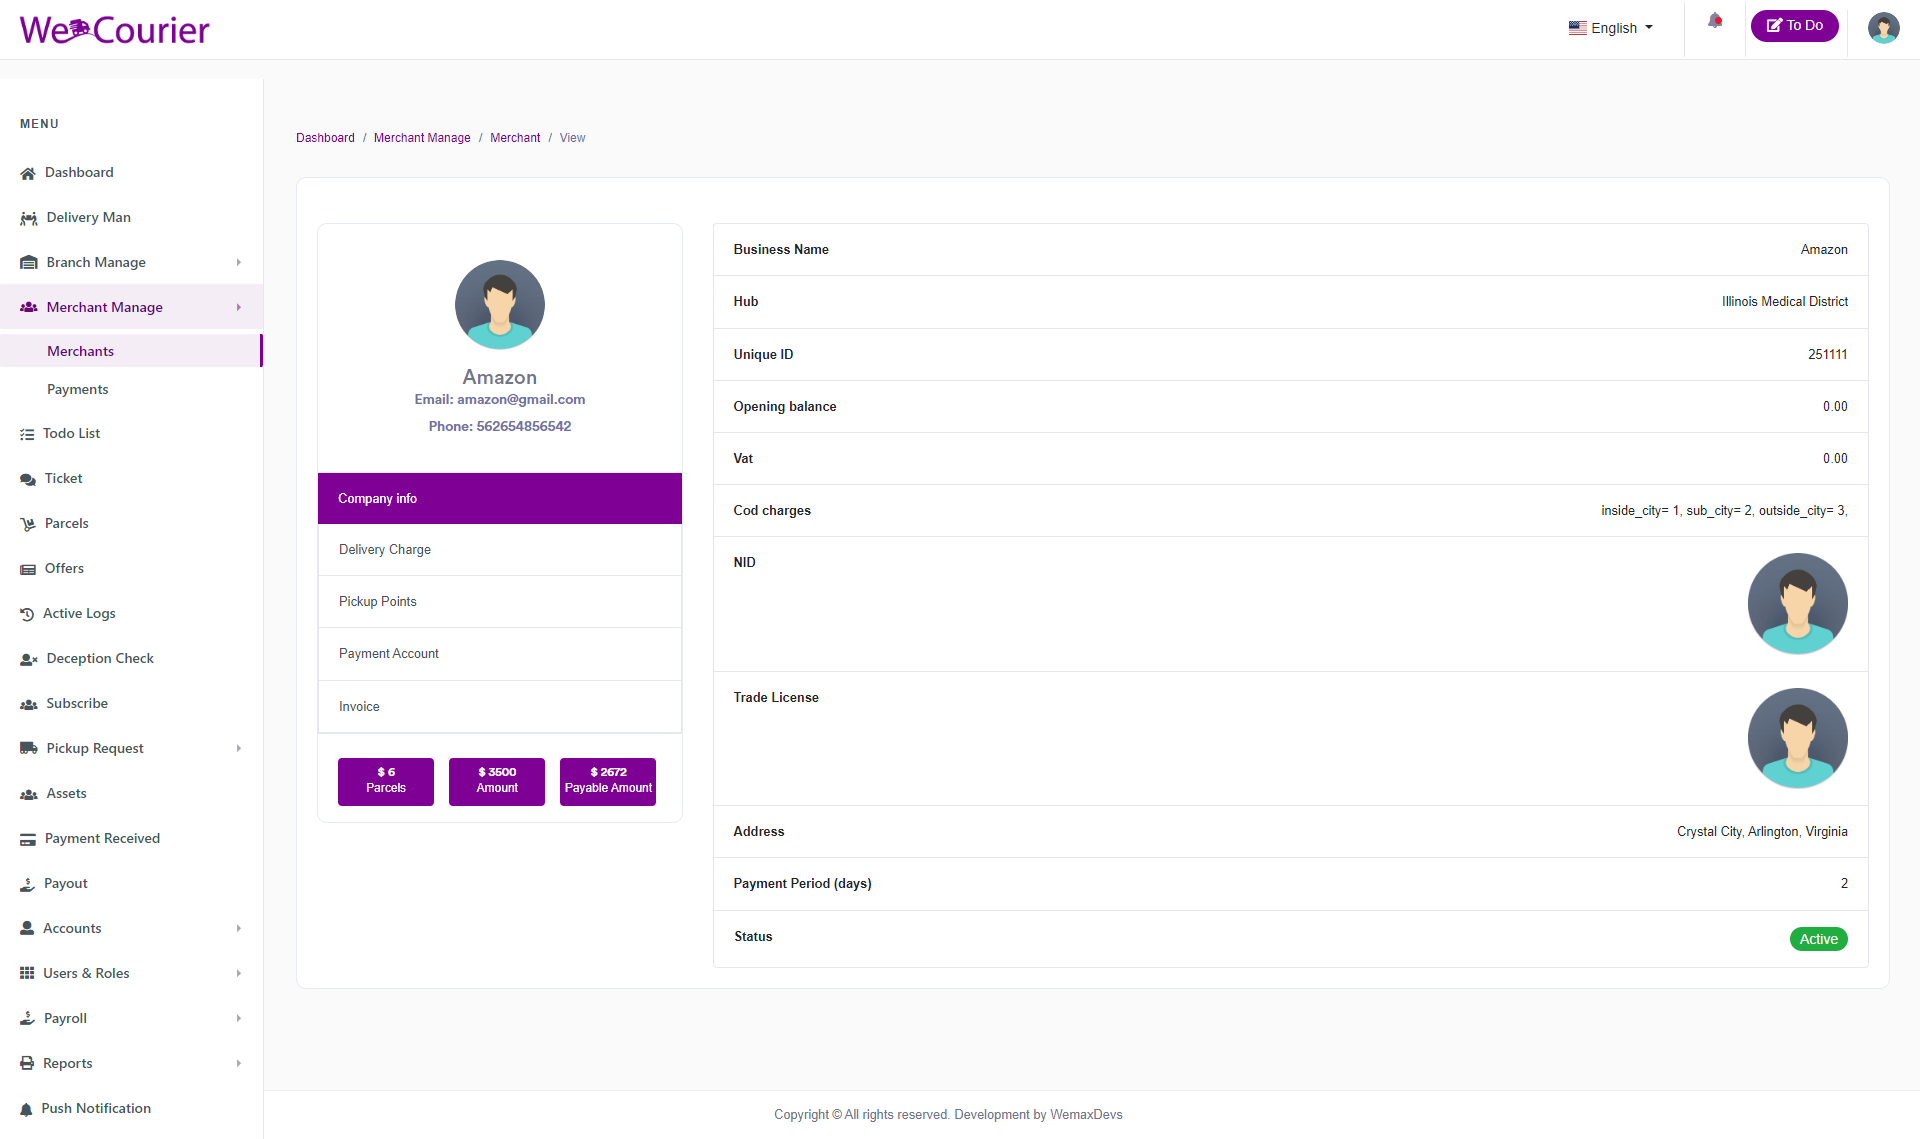 We Courier
English
To Do
MENU
Dashboard
Delivery Man
Branch Manage
Merchant Manage
Merchants
Payments
Todo List
Ticket
Parcels
Offers
Active Logs
Deception Check
Subscribe
Pickup Request
Assets
Payment Received
Payout
Accounts
Users & Roles
Payroll
Reports
Push Notification
Dashboard / Merchant Manage / Merchant / View
Amazon
Email: amazon@gmail.com
Phone: 562654856542
Company info
Delivery Charge
Pickup Points
Payment Account
Invoice
$ 6
Parcels
$ 3500
Amount
$ 2672
Payable Amount
Business Name Amazon
Hub Illinois Medical District
Unique ID 251111
Opening balance 0.00
Vat 0.00
Cod charges inside_city= 1, sub_city= 2, outside_city= 3,
NID
Trade License
Address Crystal City, Arlington, Virginia
Payment Period (days) 2
Status Active
Copyright © All rights reserved. Development by WemaxDevs